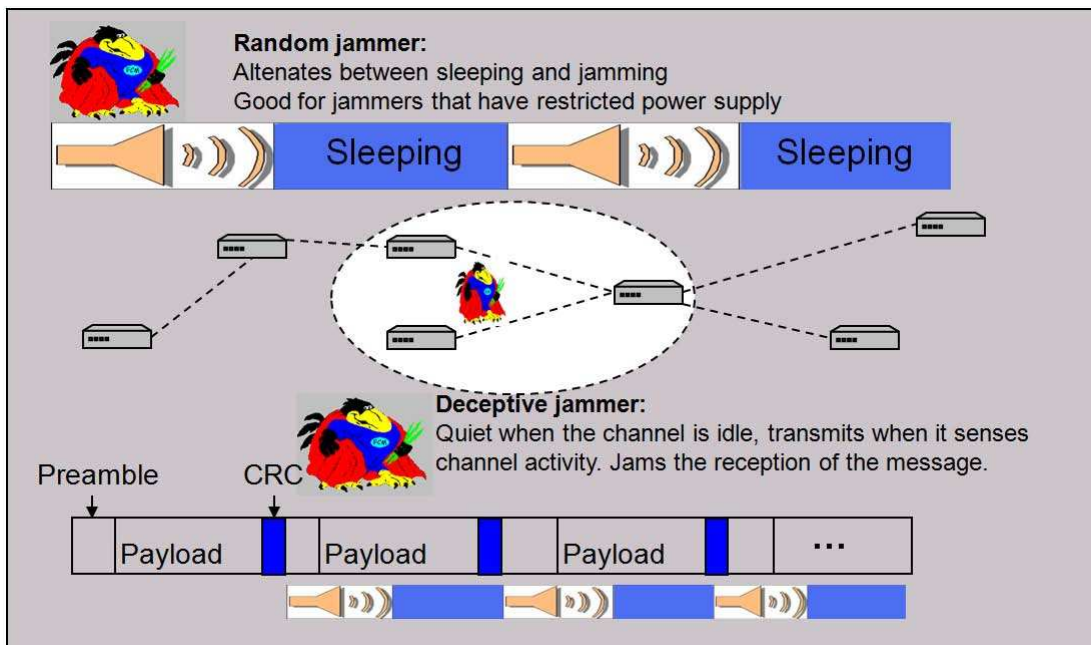 Random jammer:
Altenates between sleeping and jamming
Good for jammers that have restricted power supply
Sleeping Sleeping
Deceptive jammer:
Quiet when the channel is idle, transmits when it senses
channel activity. Jams the reception of the message.
Preamble CRC
Payload Payload Payload ...